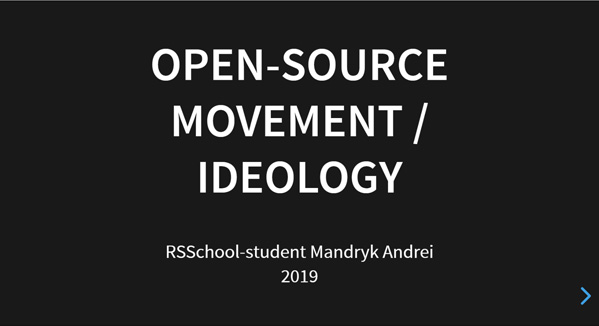 OPEN-SOURCE
MOVEMENT /
IDEOLOGY
RSSchool-student Mandryk Andrei
2019